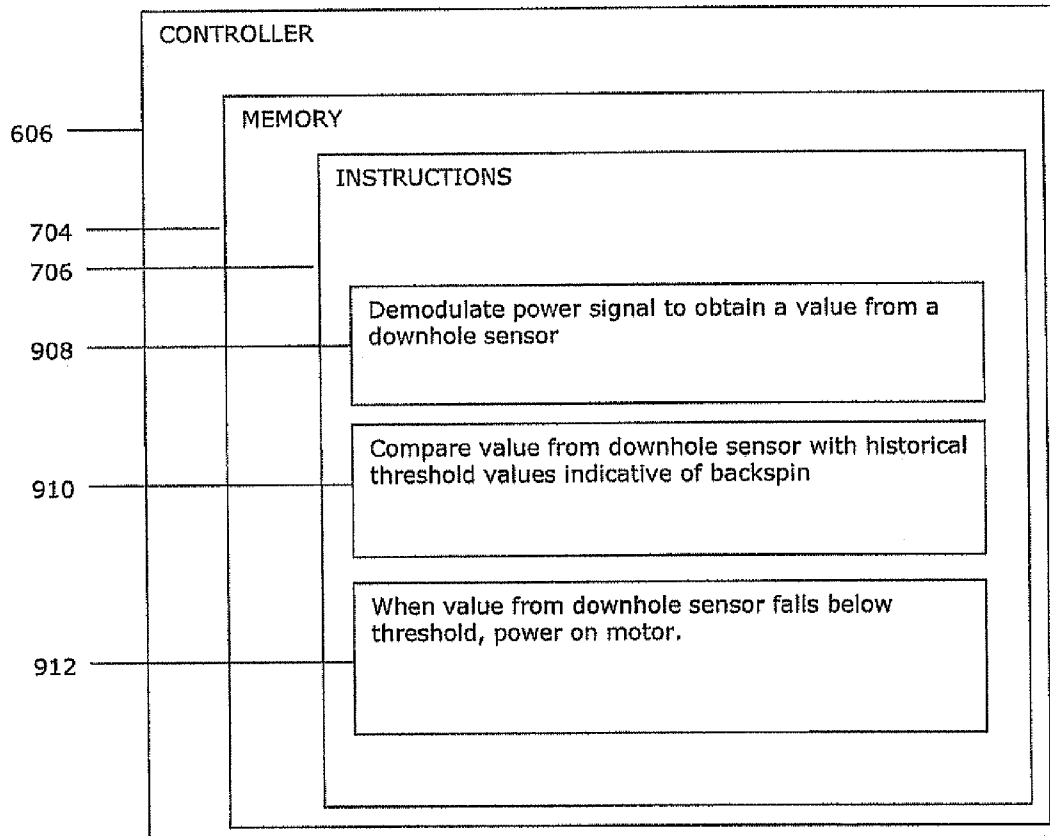 CONTROLLER
MEMORY
606
INSTRUCTIONS
704
706
Demodulate power signal to obtain a value from a
downhole sensor
908
Compare value from downhole sensor with historical
threshold values indicative of backspin
910
When value from downhole sensor falls below
threshold, power on motor.
912